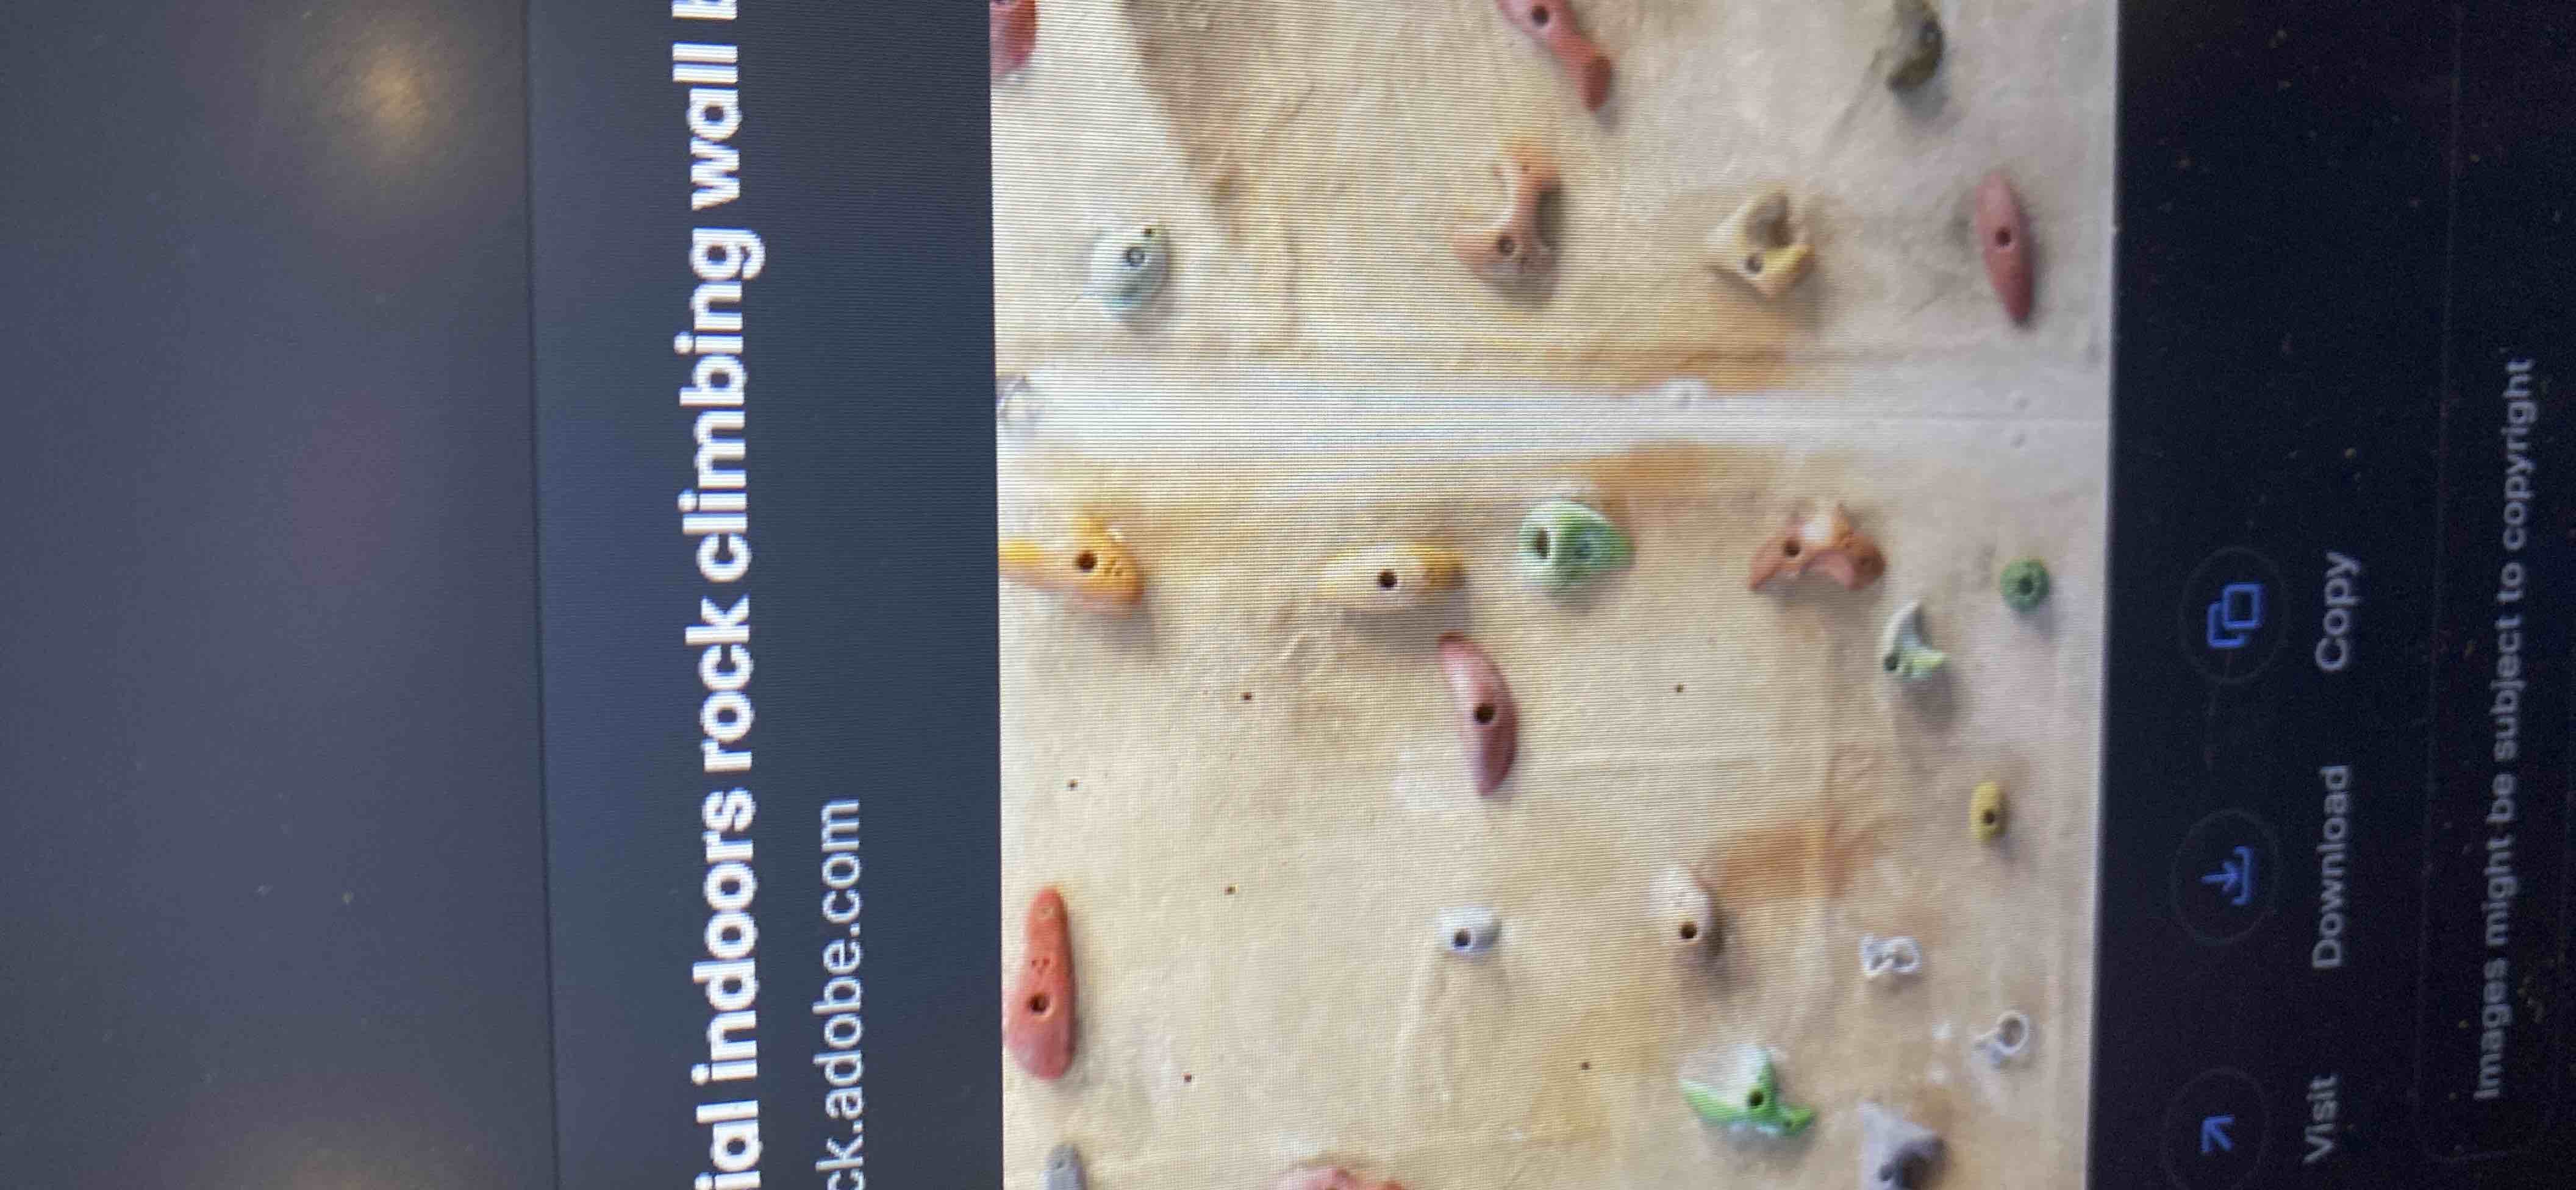 ial indoors rock climbing wall b
ck.adobe.com
Visit
Download
Copy
Images might be subject to copyright